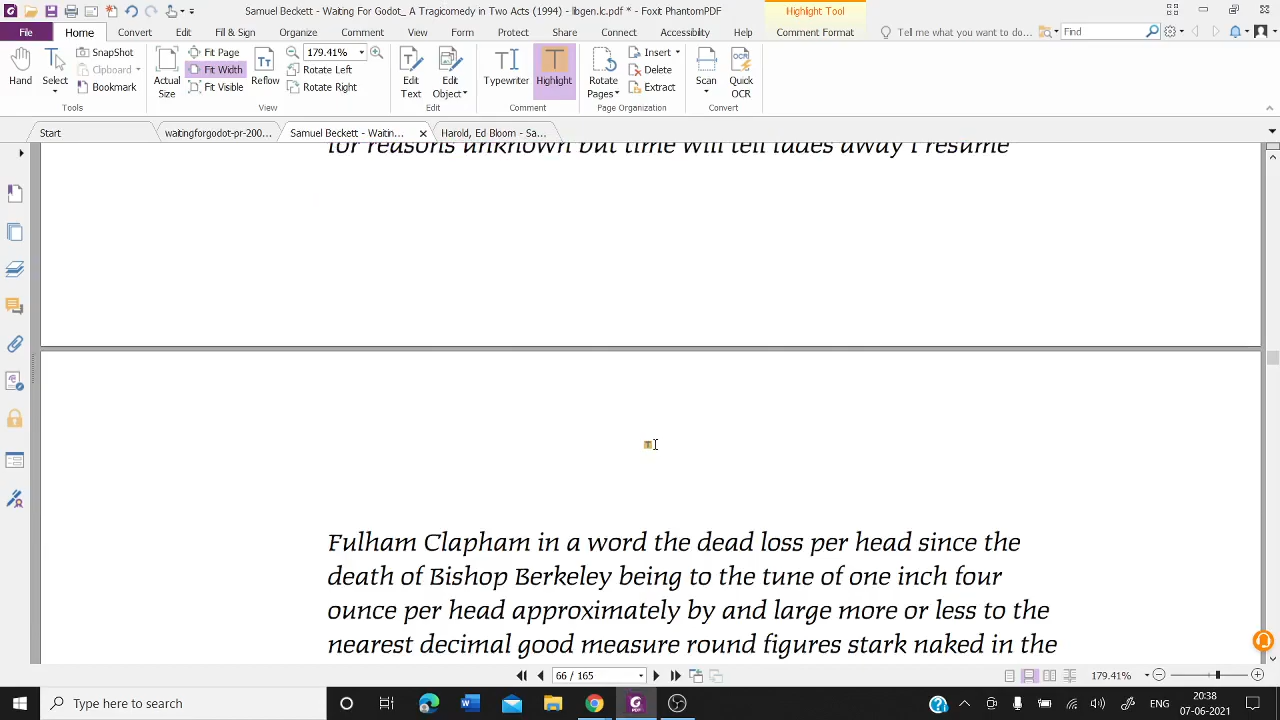 Samuel Beckett - Waiting For Godot_ A Tragicomedy in Two Acts (1994) - libgen.lc.pdf * - Foxit PhantomPDF
Highlight Tool
File Home Convert Edit Fill & Sign Organize Comment View Form Protect Share Connect Accessibility Help Comment Format Tell me what you want to do... Find
Hand
Select
SnapShot
Clipboard
Bookmark
Tools
Actual Size
Fit Page
Fit Width
Fit Visible
Reflow
179.41%
Rotate Left
Rotate Right
View
Edit Text
Edit Object
Edit
Typewriter
Highlight
Comment
Rotate Pages
Insert
Delete
Extract
Page Organization
Scan
Quick OCR
Convert
Start waitingforgodot-pr-200... Samuel Beckett - Waitin... Harold, Ed Bloom - Sa...
for reasons unknown but time will tell fades away I resume
Fulham Clapham in a word the dead loss per head since the
death of Bishop Berkeley being to the tune of one inch four
ounce per head approximately by and large more or less to the
nearest decimal good measure round figures stark naked in the
66 / 165
179.41%
Type here to search
20:38
07-06-2021